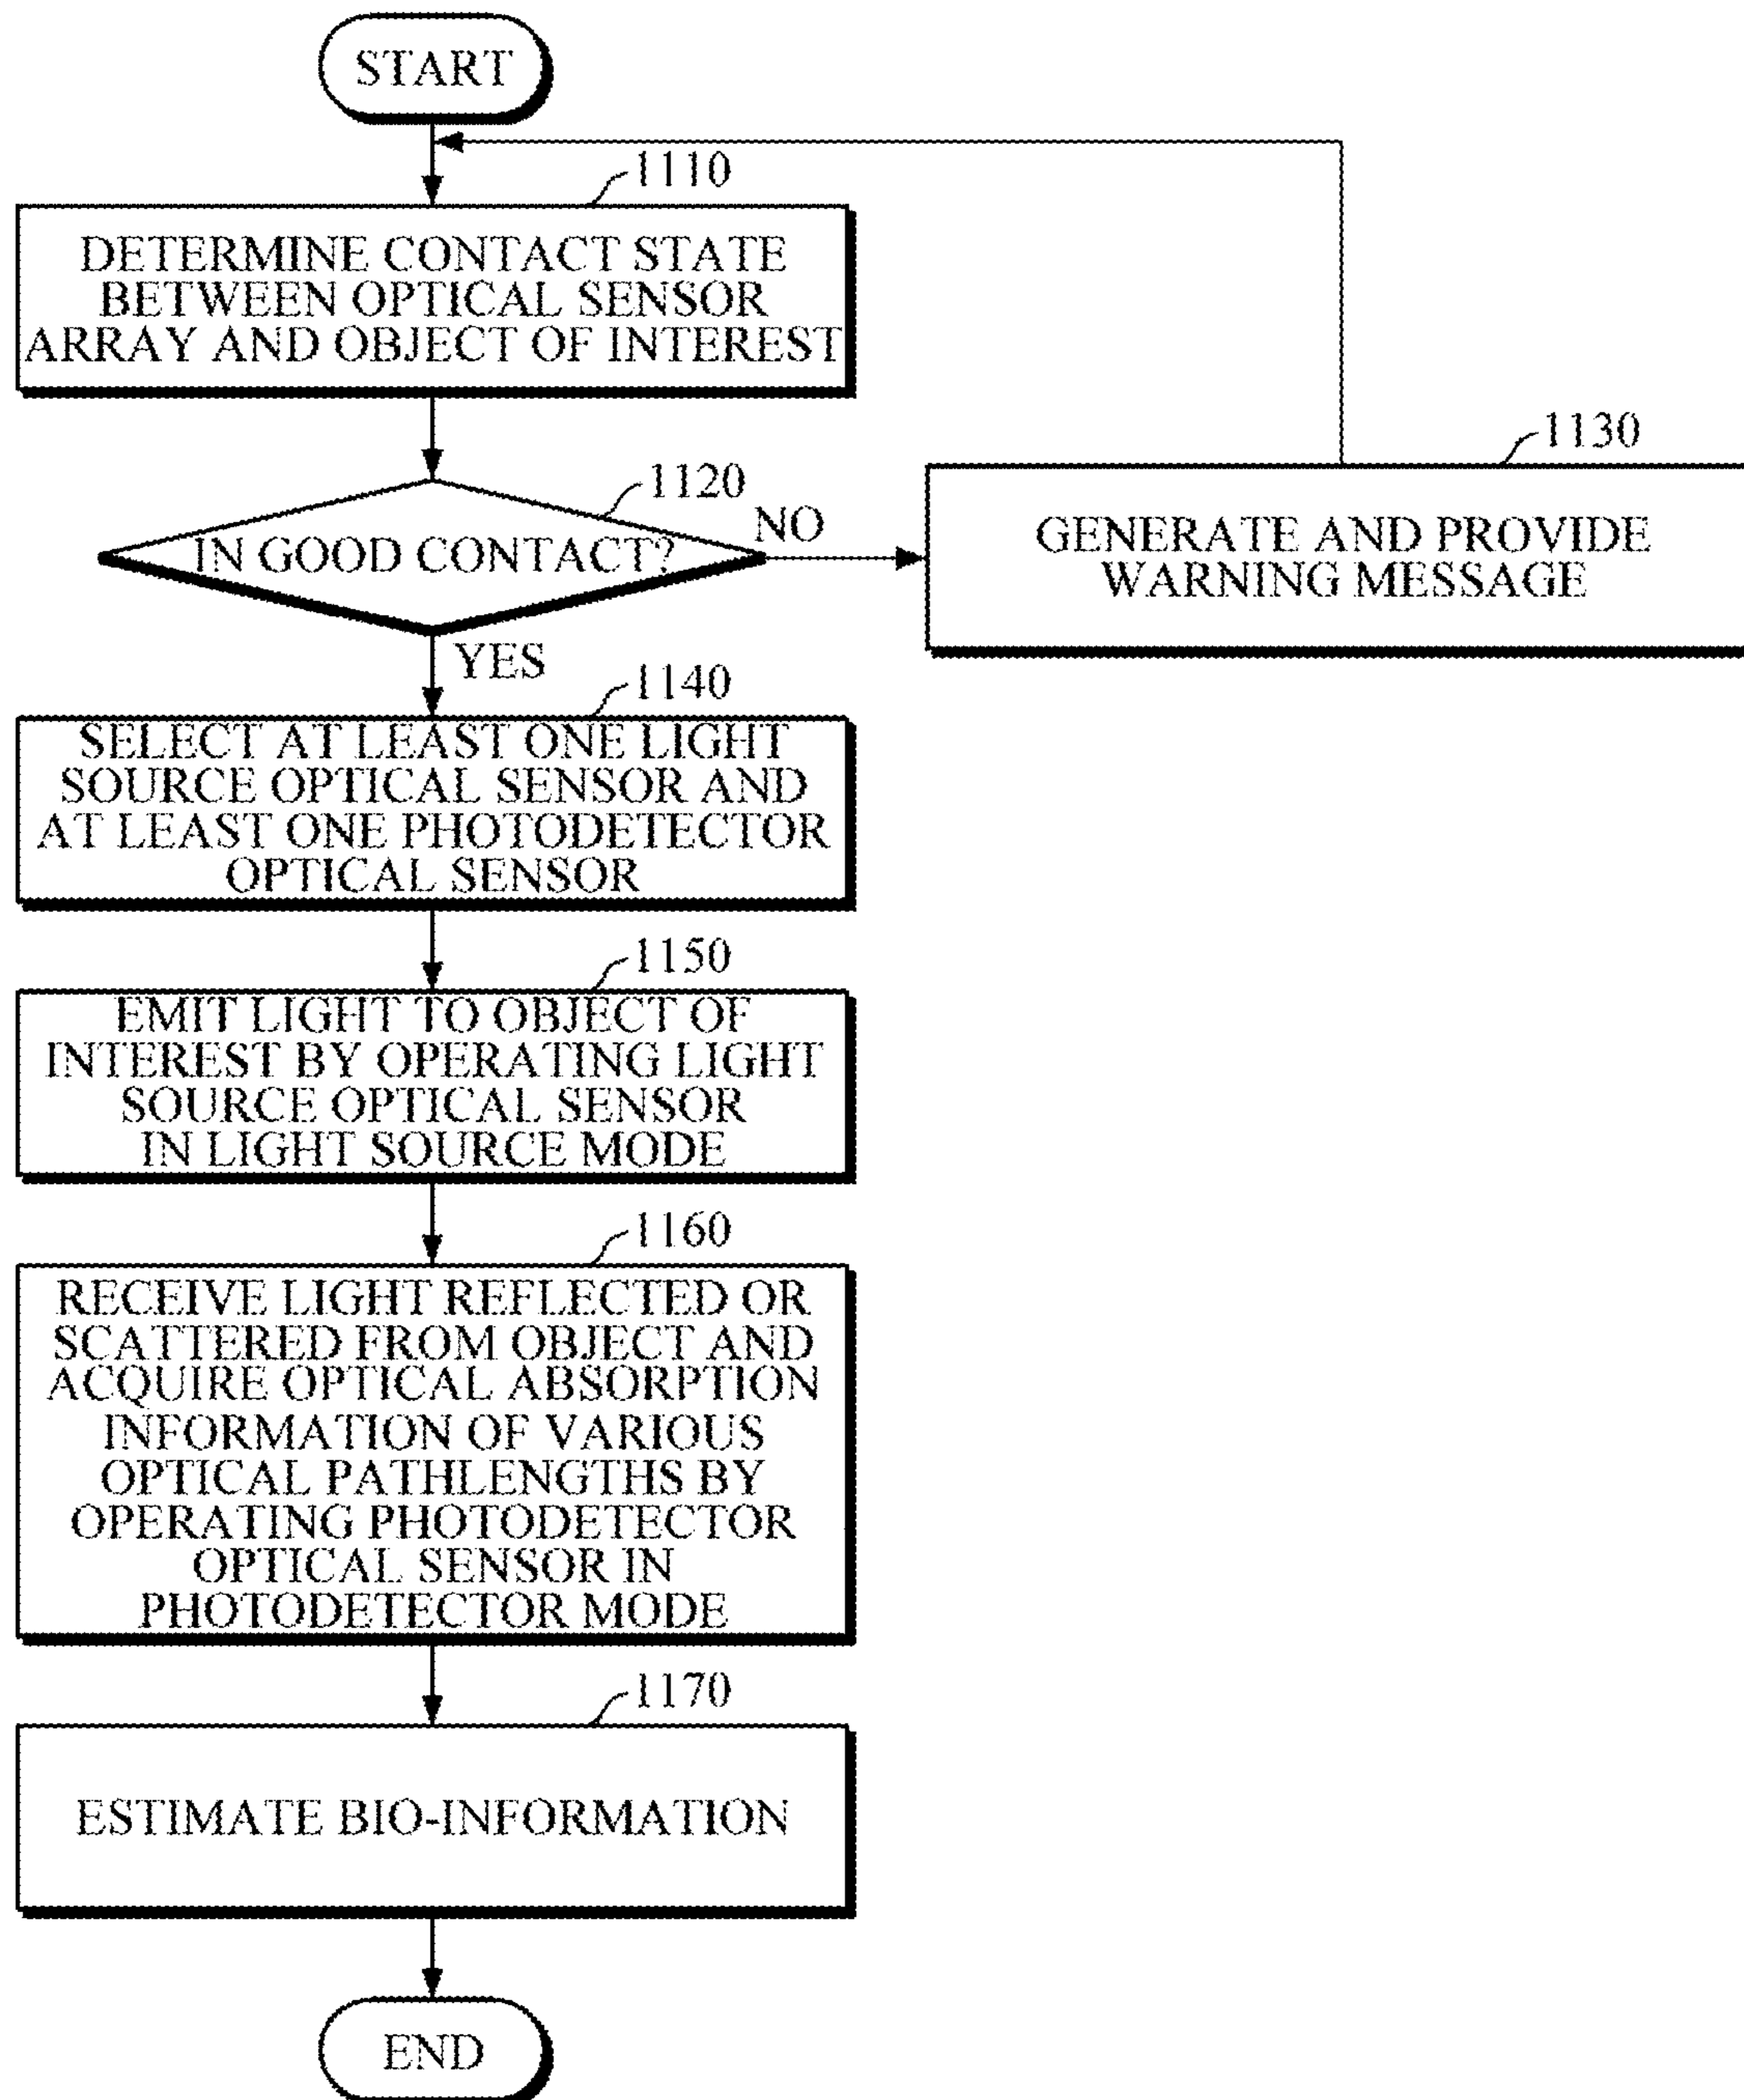 START
1110
DETERMINE CONTACT STATE
BETWEEN OPTICAL SENSOR
ARRAY AND OBJECT OF INTEREST
1120
IN GOOD CONTACT?
NO
1130
GENERATE AND PROVIDE
WARNING MESSAGE
YES
1140
SELECT AT LEAST ONE LIGHT
SOURCE OPTICAL SENSOR AND
AT LEAST ONE PHOTODETECTOR
OPTICAL SENSOR
1150
EMIT LIGHT TO OBJECT OF
INTEREST BY OPERATING LIGHT
SOURCE OPTICAL SENSOR
IN LIGHT SOURCE MODE
1160
RECEIVE LIGHT REFLECTED OR
SCATTERED FROM OBJECT AND
ACQUIRE OPTICAL ABSORPTION
INFORMATION OF VARIOUS
OPTICAL PATHLENGTHS BY
OPERATING PHOTODETECTOR
OPTICAL SENSOR IN
PHOTODETECTOR MODE
1170
ESTIMATE BIO-INFORMATION
END